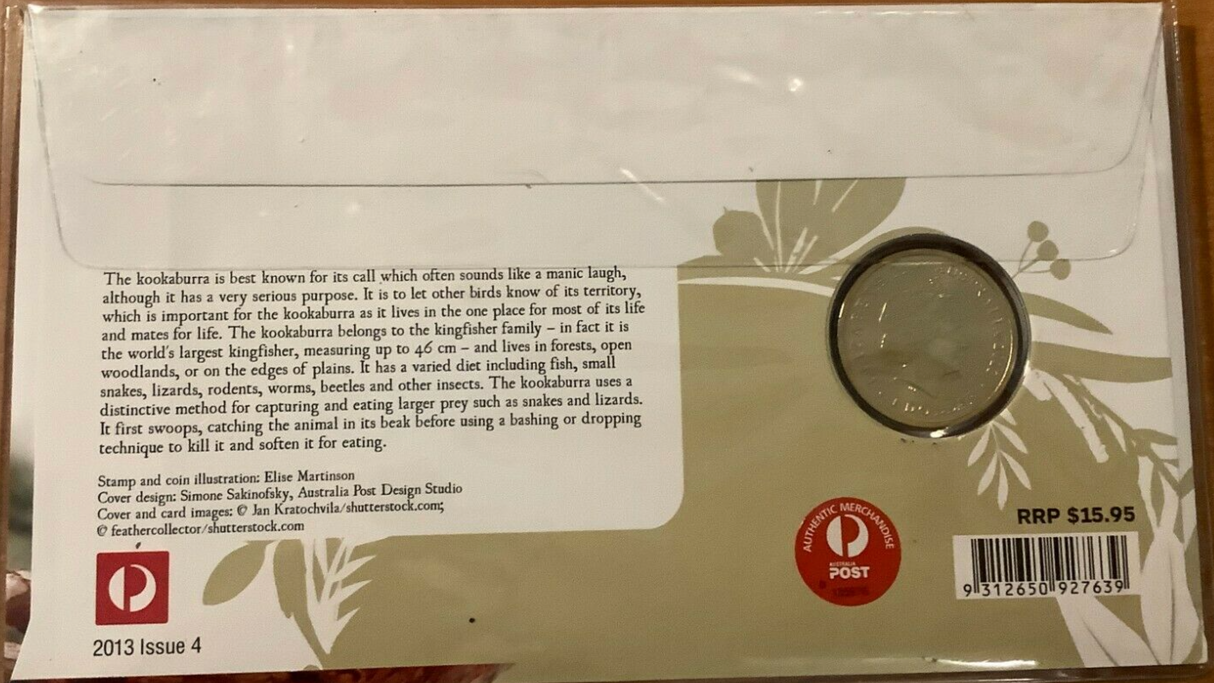 The kookaburra is best known for its call which often sounds like a manic laugh,
although it has a very serious purpose. It is to let other birds know of its territory,
which is important for the kookaburra as it lives in the one place for most of its life
and mates for life. The kookaburra belongs to the kingfisher family – in fact it is
the world's largest kingfisher, measuring up to 46 cm – and lives in forests, open
woodlands, or on the edges of plains. It has a varied diet including fish, small
snakes, lizards, rodents, worms, beetles and other insects. The kookaburra uses a
distinctive method for capturing and eating larger prey such as snakes and lizards.
It first swoops, catching the animal in its beak before using a bashing or dropping
technique to kill it and soften it for eating.
Stamp and coin illustration: Elise Martinson
Cover design: Simone Sakinofsky, Australia Post Design Studio
Cover and card images: © Jan Kratochvila/shutterstock.com;
© feathercollector/shutterstock.com
2013 Issue 4
AUTHENTIC MERCHANDISE
AUSTRALIA
POST
RRP $15.95
9 312650 927639